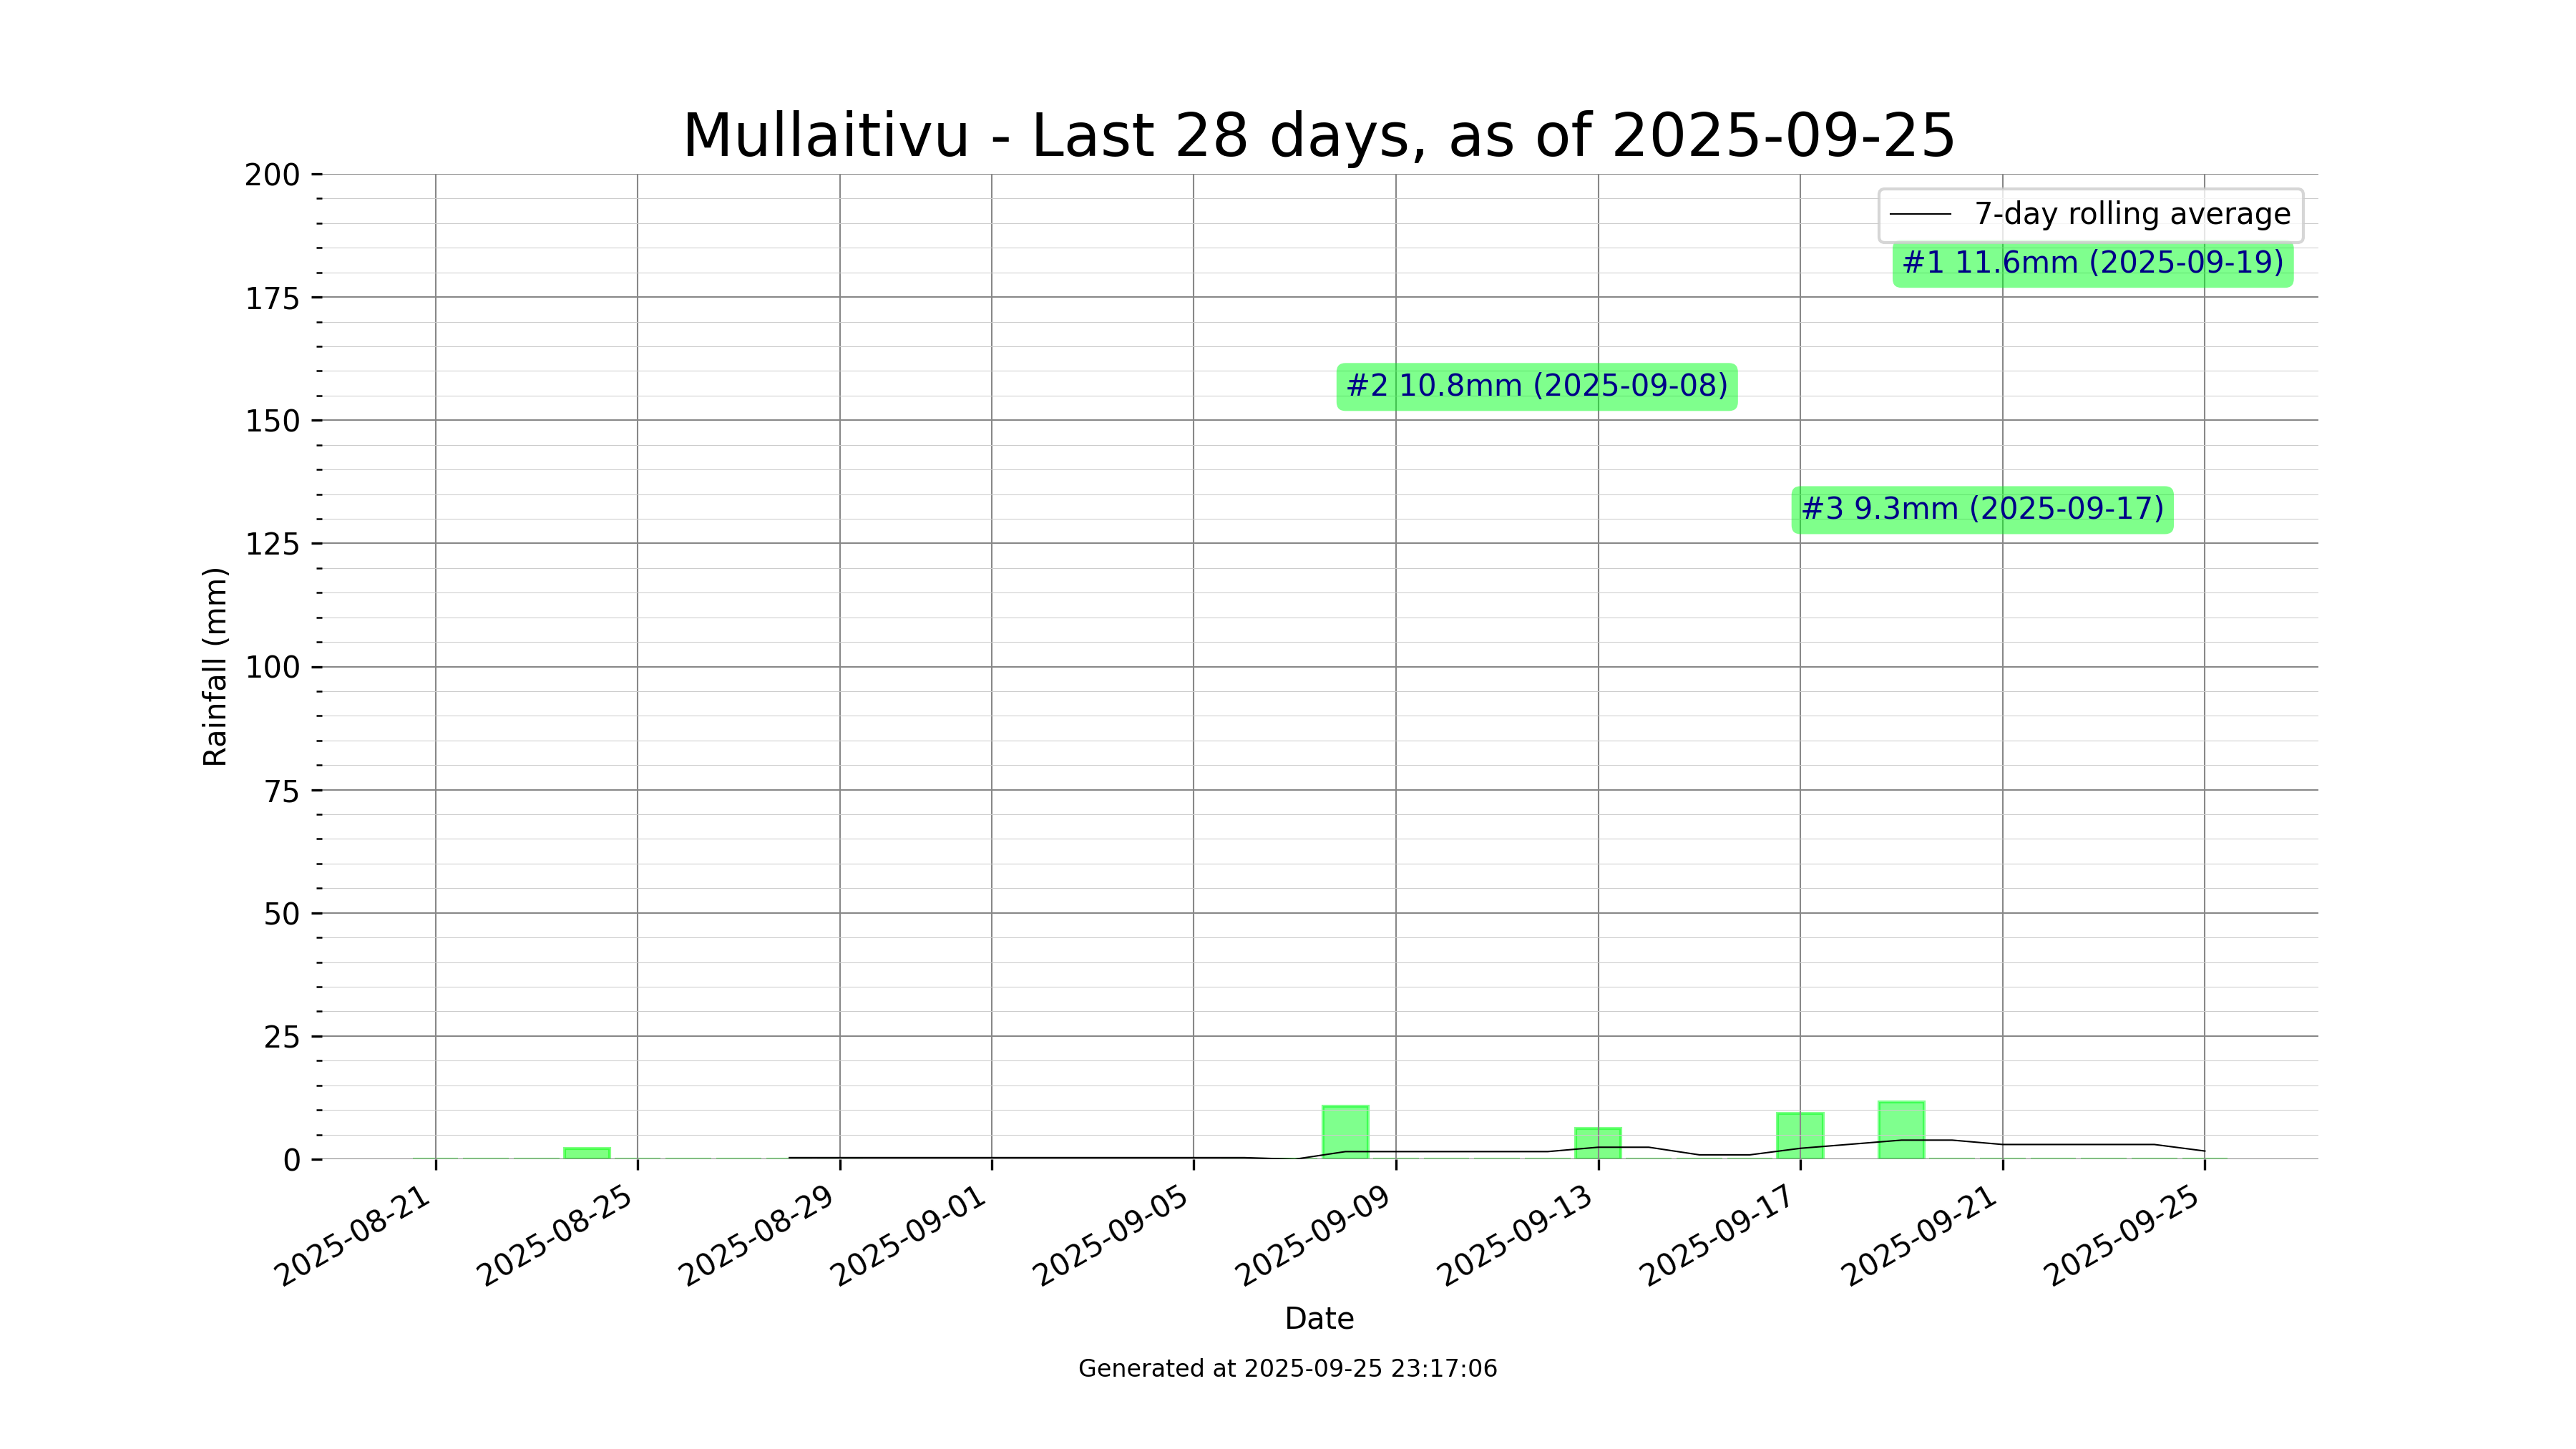 Mullaitivu - Last 28 days, as of 2025-09-25
200
175
150
125
100
75
50
25
0
Rainfall (mm)
7-day rolling average
#1 11.6mm (2025-09-19)
#2 10.8mm (2025-09-08)
#3 9.3mm (2025-09-17)
2025-08-21
2025-08-25
2025-08-29
2025-09-01
2025-09-05
2025-09-09
2025-09-13
2025-09-17
2025-09-21
2025-09-25
Date
Generated at 2025-09-25 23:17:06